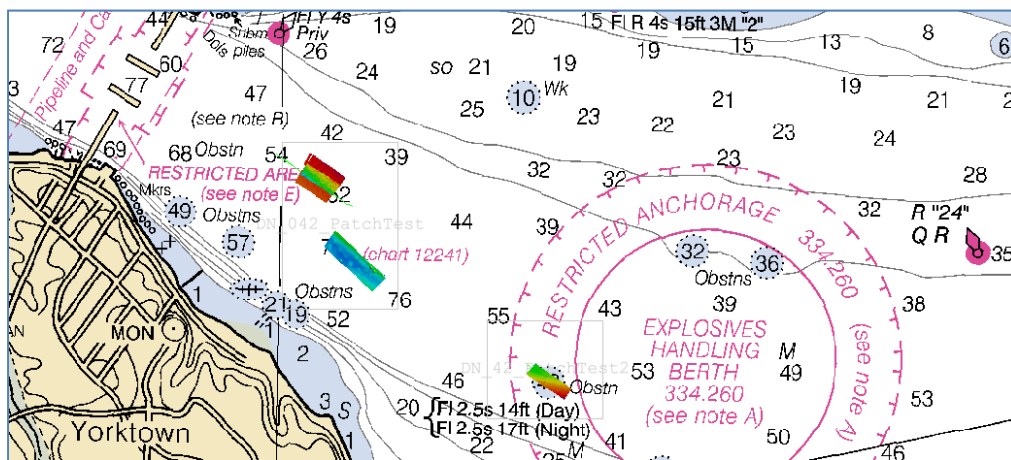 44
Fl Y 4s
Priv
26
Subm
piles
Dols
39
20
15 Fl R 4s 15ft 3M "2"
19
15
13
8
6
72
60
77
24
so
21
19
10 Wk
25
23
21
19
21
Pipeline and Ca
3
47
(see note R)
42
22
23
24
47
69
68 Obstn
54
39
32
23
28
RESTRICTED ARE
(see note E)
32
32
Mkrs
49
Obstns
57
DN_042_PatchTest
44
39
RESTRICTED ANCHORAGE
334.260
(see note A)
R "24"
Q R
35
(chart 12241)
32
36
Obstns
1
21
19
Obstns
52
76
55
43
39
38
1
MON
2
EXPLOSIVES
HANDLING
BERTH
334.260
(see note A)
M
49
DN_42_PatchTest2
46
Obstn
53
53
3
S
1
20
Fl 2.5s 14ft (Day)
Fl 2.5s 17ft (Night)
22
M
41
50
46
Yorktown